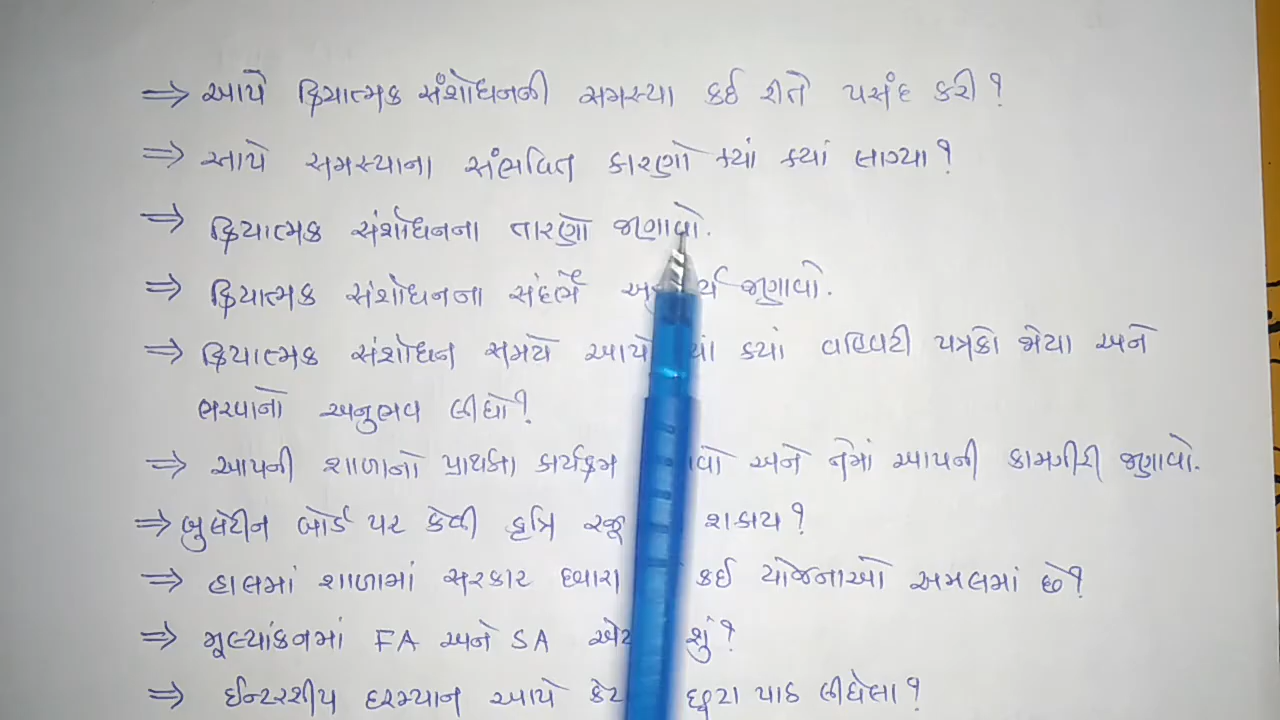 ⇒ આપે ક્રિયાત્મક સંશોધનની સમસ્યા કઈ રીતે પસંદ કરી?
⇒ આપે સમસ્યાના સંભવિત કારણો ક્યાં ક્યાં લાગ્યા?
⇒ ક્રિયાત્મક સંશોધનના તારણો જણાવો.
⇒ ક્રિયાત્મક સંશોધનના સંદર્ભે જણાવો.
⇒ ક્રિયાત્મક સંશોધન સમયે આપે ક્યાં વહિવટી પત્રકો જોયા અને
ભરવાનો અનુભવ લીધો?
⇒ આપની શાળાનો પ્રાર્થના કાર્યક્રમ અને તેમાં આપની કામગીરી જણાવો.
⇒ બુલેટીન બોર્ડ પર કેવી કૃતિ રજૂ શકાય?
⇒ હાલમાં શાળામાં સરકાર દ્વારા કઈ યોજનાઓ અમલમાં છે?
⇒ મૂલ્યાંકનમાં FA અને SA શું?
⇒ ઈન્ટરશીપ દરમ્યાન આપે છૂટા પાઠ લીધેલા?